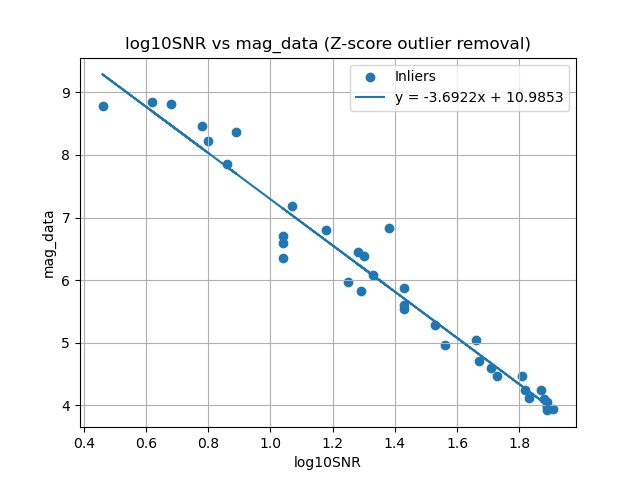 log10SNR vs mag_data (Z-score outlier removal)
Inliers
y = -3.6922x + 10.9853
mag_data
9
8
7
6
5
4
0.4 0.6 0.8 1.0 1.2 1.4 1.6 1.8
log10SNR